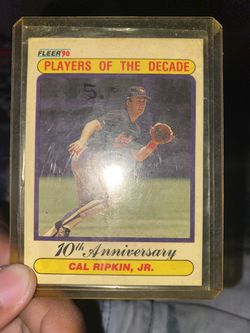 FLEER'90
PLAYERS OF THE DECADE
10th Anniversary
CAL RIPKIN, JR.